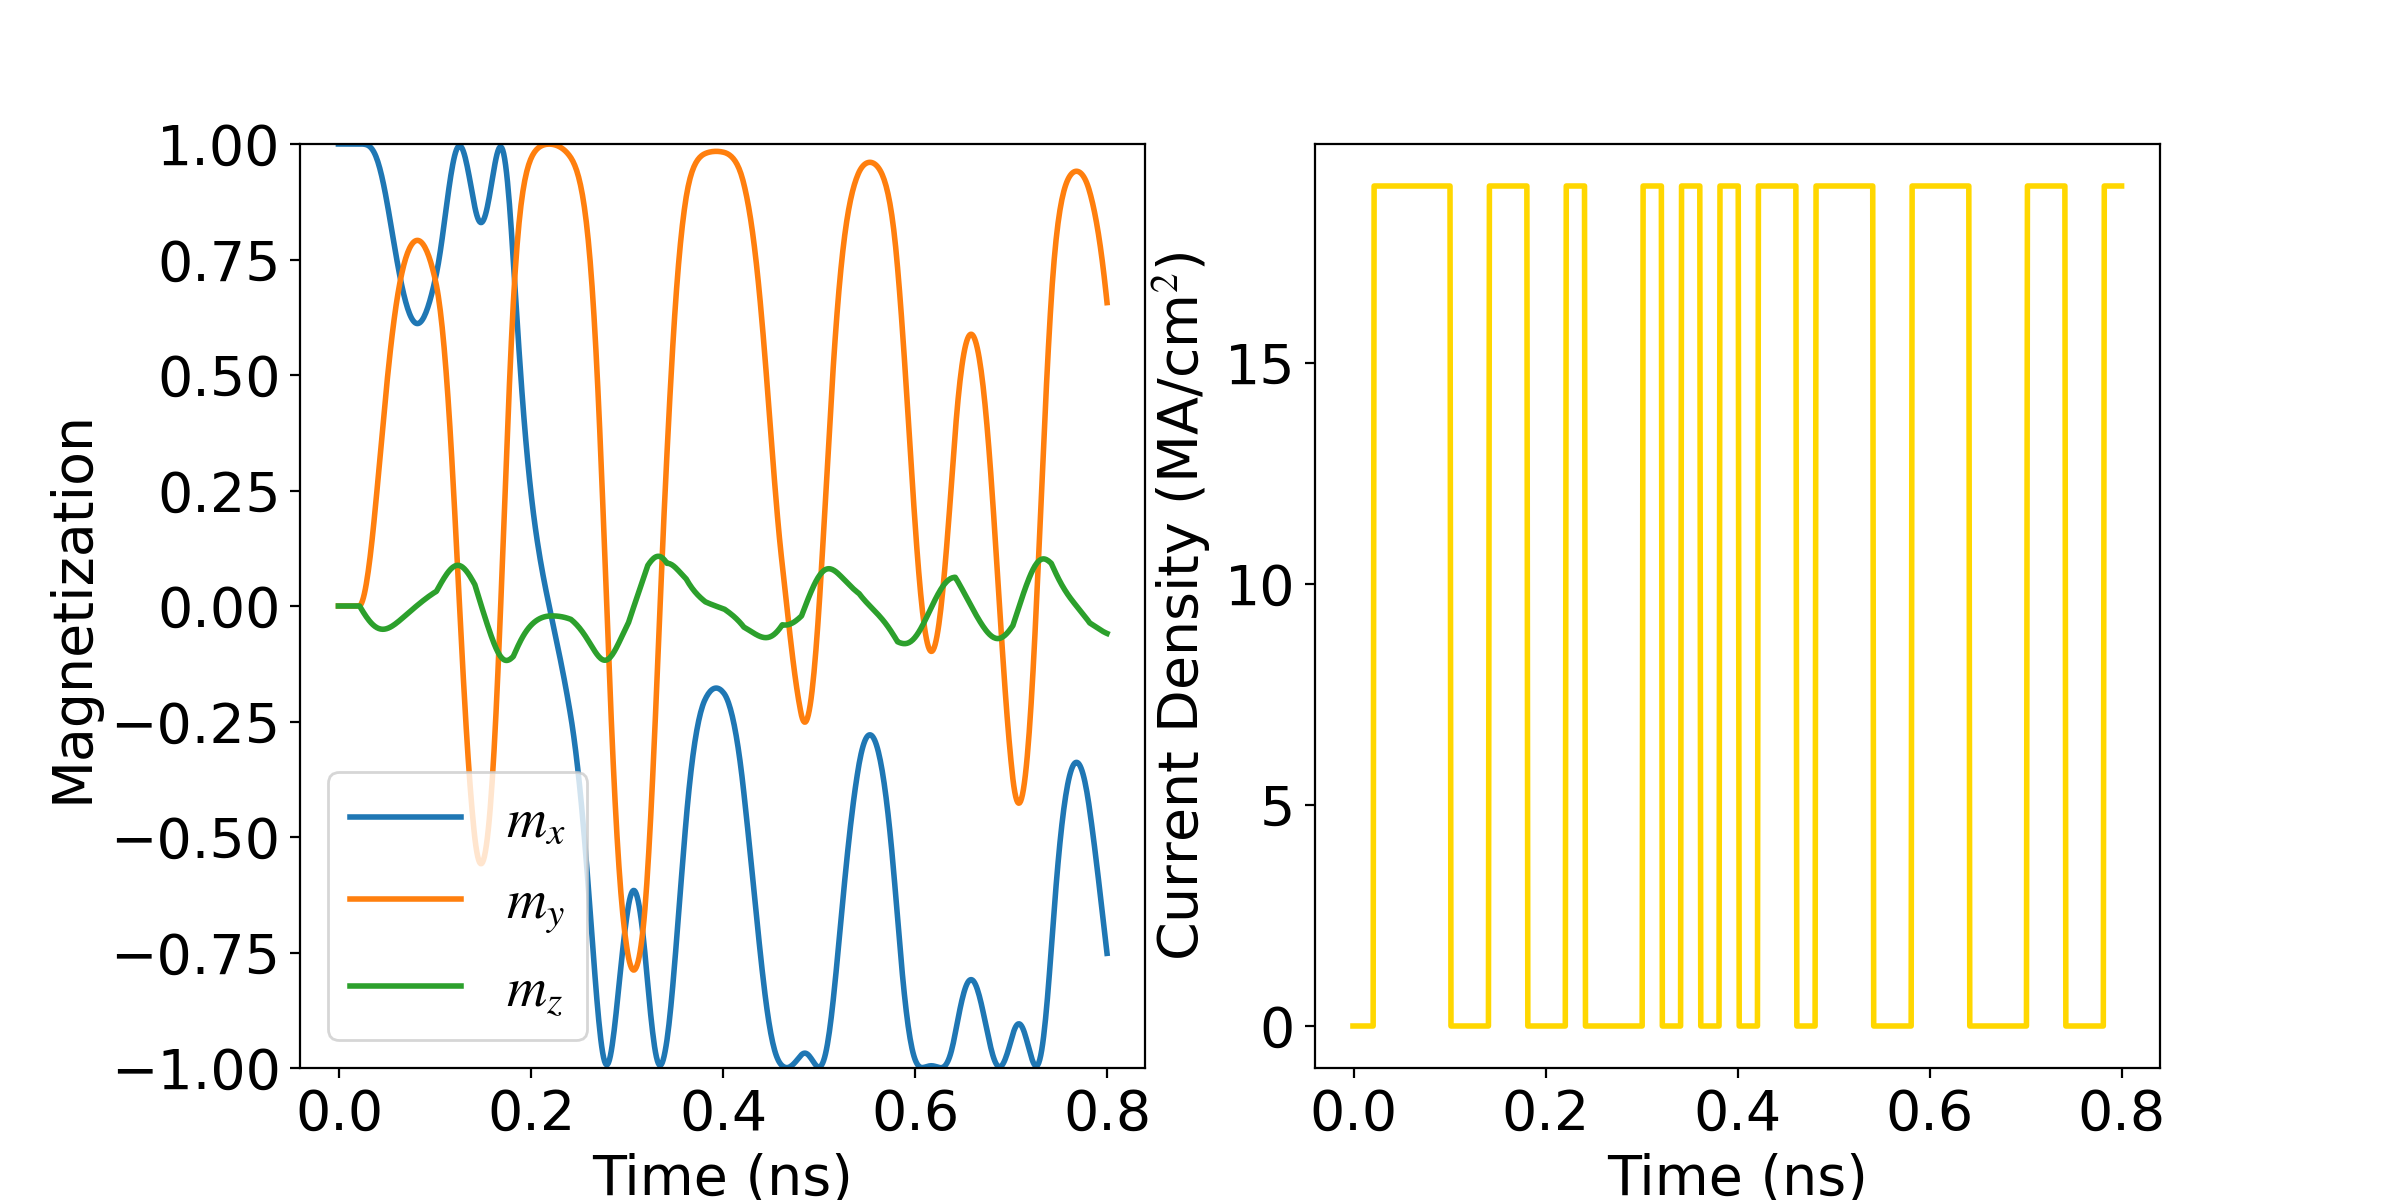 Magnetization
1.00
0.75
0.50
0.25
0.00
−0.25
−0.50
−0.75
−1.00
m_x
m_y
m_z
0.0 0.2 0.4 0.6 0.8
Time (ns)
Current Density (MA/cm²)
15
10
5
0
0.0 0.2 0.4 0.6 0.8
Time (ns)